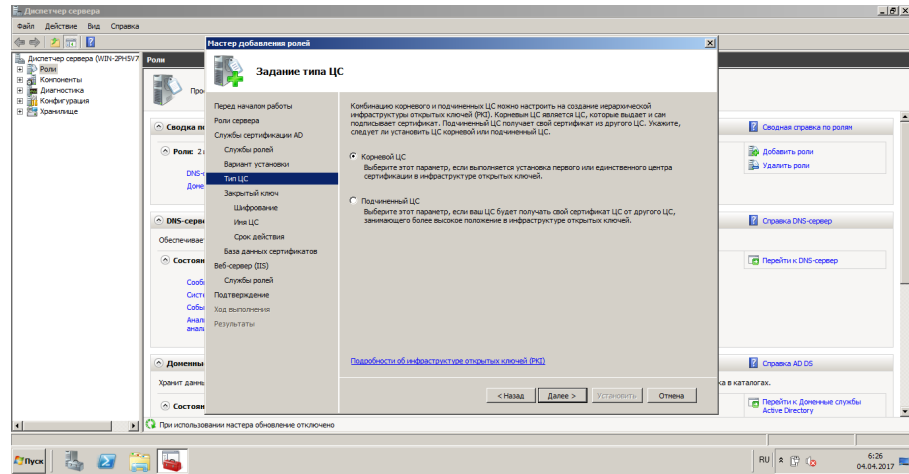 Диспетчер сервера
Файл Действие Вид Справка
Диспетчер сервера (WIN-2PH5V7
Роли
Компоненты
Диагностика
Конфигурация
Хранилище
Роли
Сводка
Роли: 2
DNS-
Доне
DNS-серв
Обеспечивает
Состоян
Сооб
Систе
Собы
Анал
анал
Доменны
Хранит данн
Состоян
Мастер добавления ролей
Задание типа ЦС
Перед началом работы
Роли сервера
Службы сертификации AD
Службы ролей
Вариант установки
Тип ЦС
Закрытый ключ
Шифрование
Имя ЦС
Срок действия
База данных сертификатов
Веб-сервер (IIS)
Службы ролей
Подтверждение
Ход выполнения
Результаты
Комбинацию корневого и подчиненных ЦС можно настроить на создание иерархической
инфраструктуры открытых ключей (PKI). Корневым ЦС является ЦС, которые выдает и сам
подписывает сертификат. Подчиненный ЦС получает свой сертификат из другого ЦС. Укажите,
следует ли установить ЦС корневой или подчиненный ЦС.
Корневой ЦС
Выберите этот параметр, если выполняется установка первого или единственного центра
сертификации в инфраструктуре открытых ключей.
Подчиненный ЦС
Выберите этот параметр, если ваш ЦС будет получать свой сертификат ЦС от другого ЦС,
занимающего более высокое положение в инфраструктуре открытых ключей.
Подробности об инфраструктуре открытых ключей (PKI)
< Назад Далее > Установить Отмена
Сводная справка по ролям
Добавить роли
Удалить роли
Справка DNS-сервер
Перейти к DNS-сервер
Справка AD DS
ка в каталогах.
Перейти к Доменные службы
Active Directory
При использовании мастера обновление отключено
Пуск
RU
6:26
04.04.2017